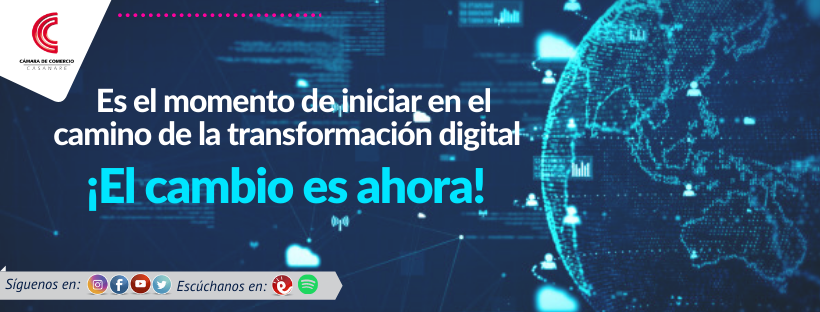 CÁMARA DE COMERCIO
CASANARE
Es el momento de iniciar en el
camino de la transformación digital
¡El cambio es ahora!
Síguenos en:
Escúchanos en: